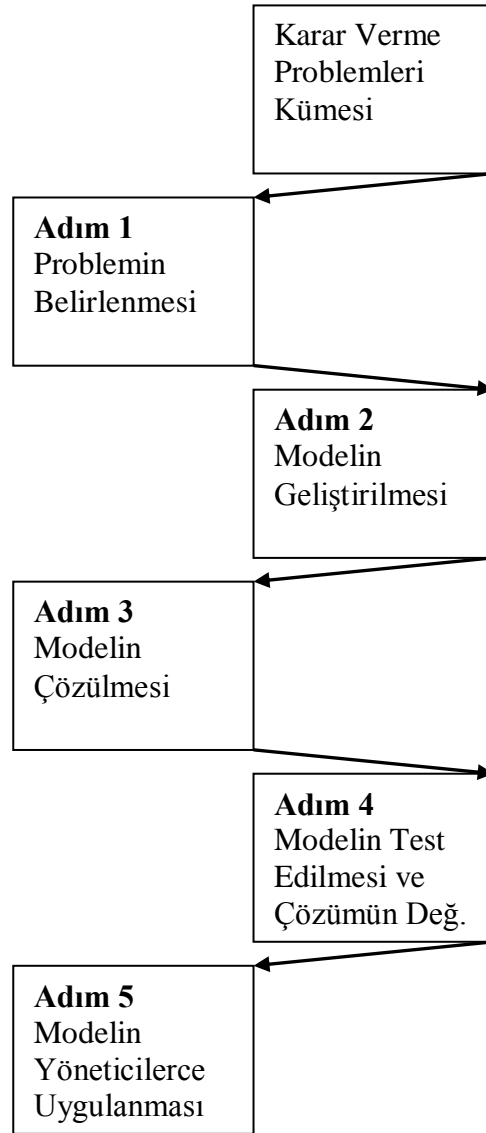 Karar Verme
Problemleri
Kümesi
Adım 1
Problemin
Belirlenmesi
Adım 2
Modelin
Geliştirilmesi
Adım 3
Modelin
Çözülmesi
Adım 4
Modelin Test
Edilmesi ve
Çözümün Değ.
Adım 5
Modelin
Yöneticilerce
Uygulanması